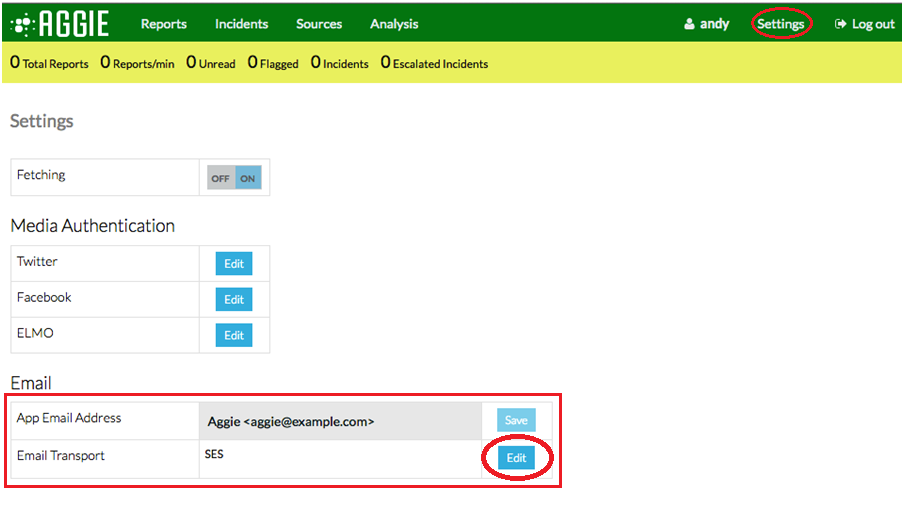 AGGIE Reports Incidents Sources Analysis andy Settings Log out
0 Total Reports 0 Reports/min 0 Unread 0 Flagged 0 Incidents 0 Escalated Incidents
Settings
Fetching OFF ON
Media Authentication
Twitter Edit
Facebook Edit
ELMO Edit
Email
App Email Address Aggie <aggie@example.com> Save
Email Transport SES Edit